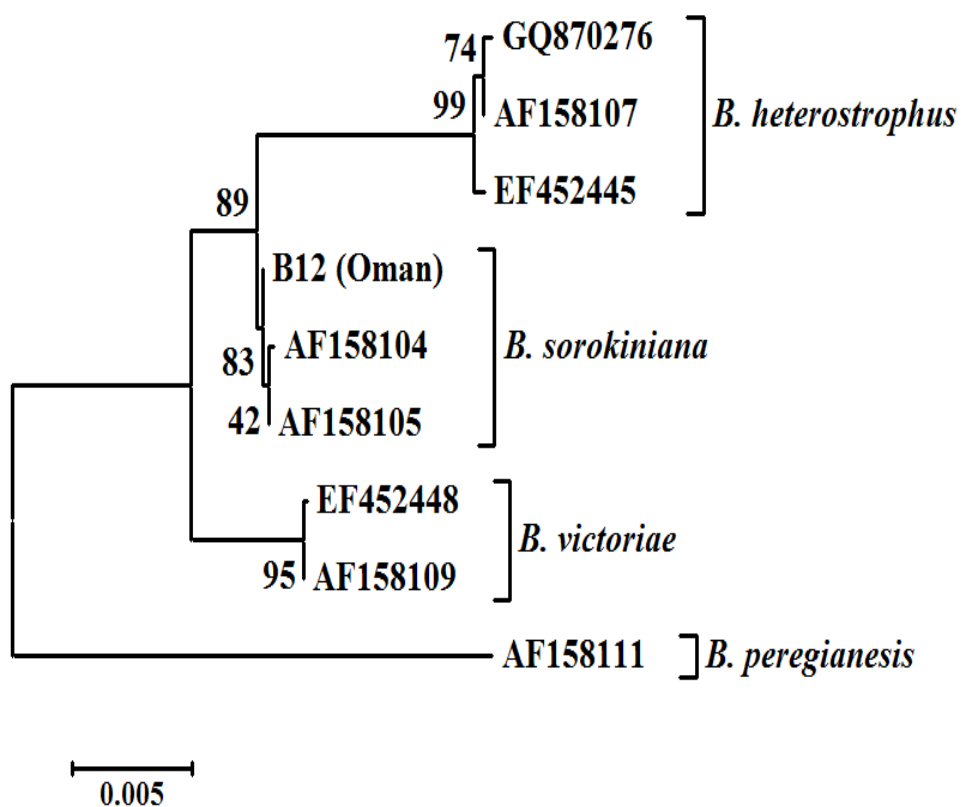 74
GQ870276
99
AF158107
B. heterostrophus
EF452445
89
B12 (Oman)
83
AF158104
B. sorokiniana
42
AF158105
EF452448
B. victoriae
95
AF158109
AF158111
B. peregianesis
0.005